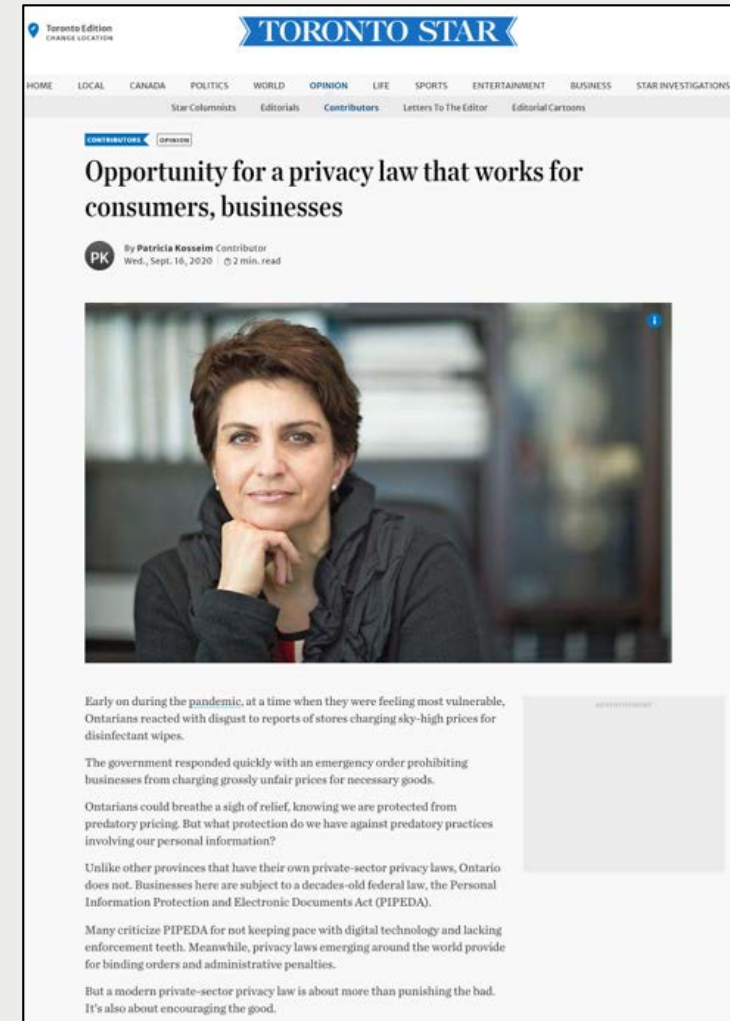 Toronto Edition
CHANGE LOCATION
TORONTO STAR
HOME LOCAL CANADA POLITICS WORLD OPINION LIFE SPORTS ENTERTAINMENT BUSINESS STAR INVESTIGATIONS
Star Columnists Editorials Contributors Letters To The Editor Editorial Cartoons
CONTRIBUTORS OPINION
Opportunity for a privacy law that works for
consumers, businesses
PK
By Patricia Kosseim Contributor
Wed., Sept. 16, 2020 2 min. read
i
Early on during the pandemic, at a time when they were feeling most vulnerable,
Ontarians reacted with disgust to reports of stores charging sky-high prices for
disinfectant wipes.
ADVERTISEMENT
The government responded quickly with an emergency order prohibiting
businesses from charging grossly unfair prices for necessary goods.
Ontarians could breathe a sigh of relief, knowing we are protected from
predatory pricing. But what protection do we have against predatory practices
involving our personal information?
Unlike other provinces that have their own private-sector privacy laws, Ontario
does not. Businesses here are subject to a decades-old federal law, the Personal
Information Protection and Electronic Documents Act (PIPEDA).
Many criticize PIPEDA for not keeping pace with digital technology and lacking
enforcement teeth. Meanwhile, privacy laws emerging around the world provide
for binding orders and administrative penalties.
But a modern private-sector privacy law is about more than punishing the bad.
It's also about encouraging the good.